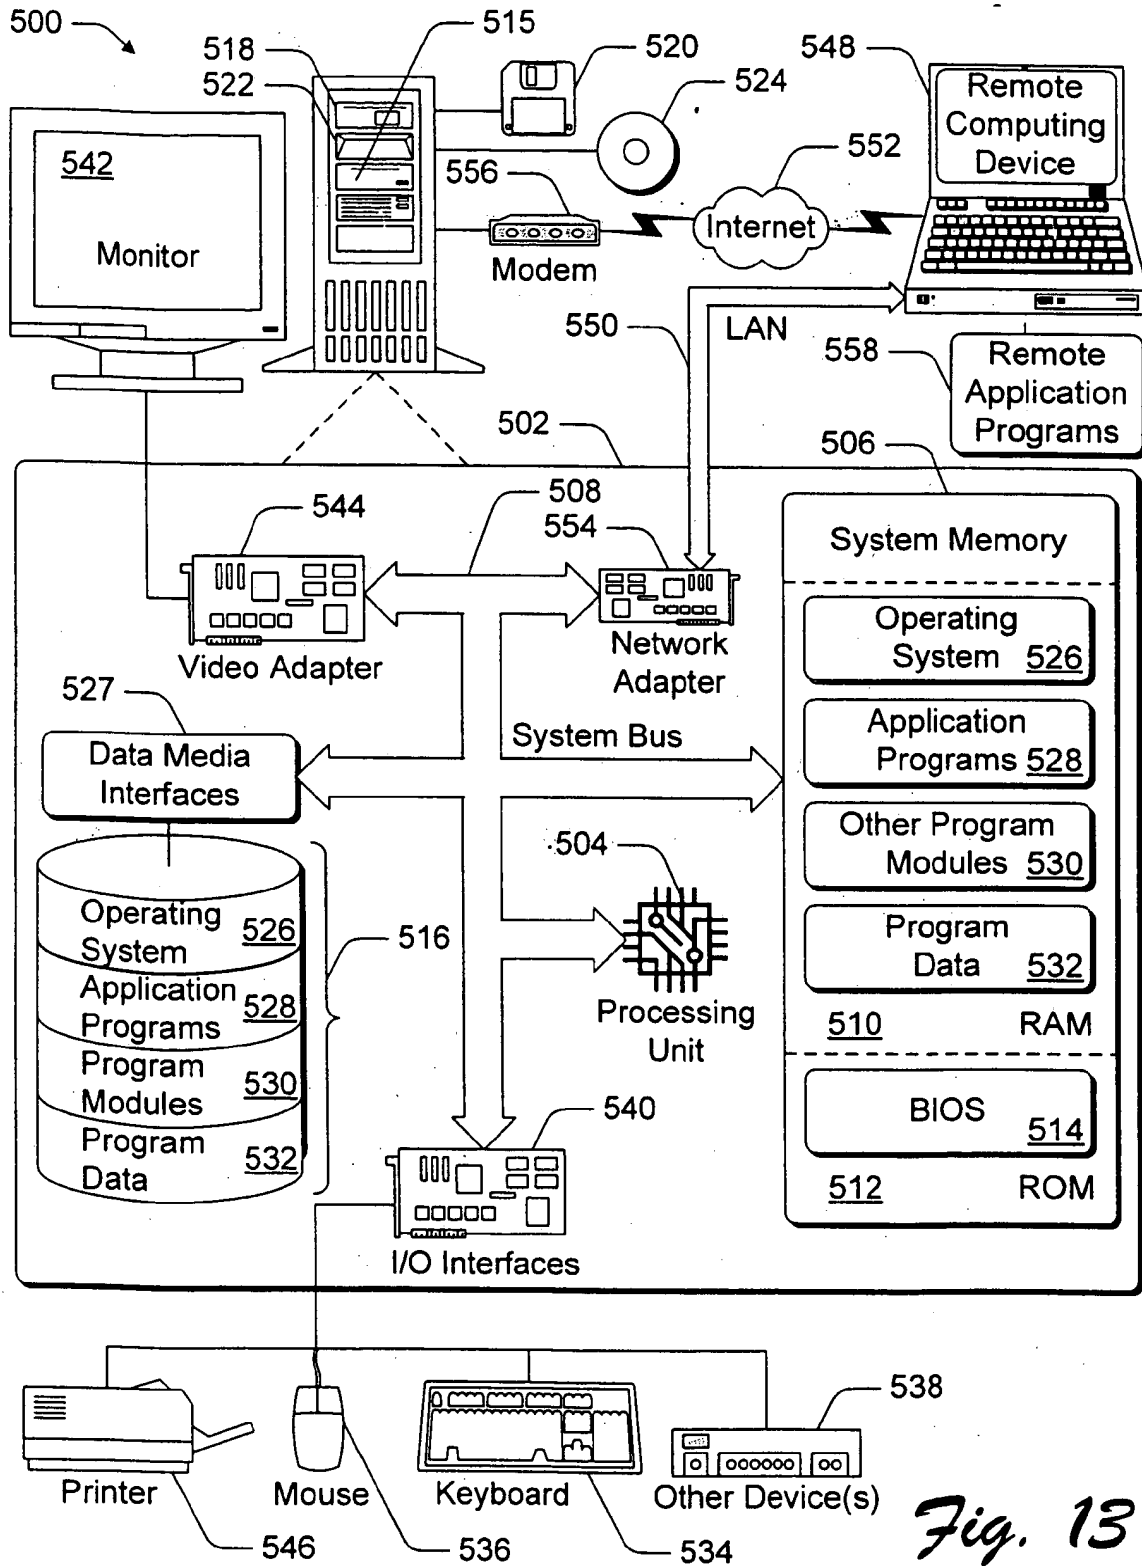 500
518
515
520
548
522
524
Remote
Computing
Device
542
552
556
Internet
Monitor
Modem
550
LAN
558
Remote
Application
Programs
502
506
508
544
554
System Memory
Operating
System 526
Video Adapter
Network
Adapter
527
System Bus
Application
Programs 528
Data Media
Interfaces
Other Program
Modules 530
504
Operating
System 526
516
Program
Data 532
Application
Programs 528
Processing
Unit
510 RAM
Program
Modules 530
540
BIOS
514
Program
Data 532
512 ROM
I/O Interfaces
538
Printer
Mouse
Keyboard
Other Device(s)
546
536
534
Fig. 13